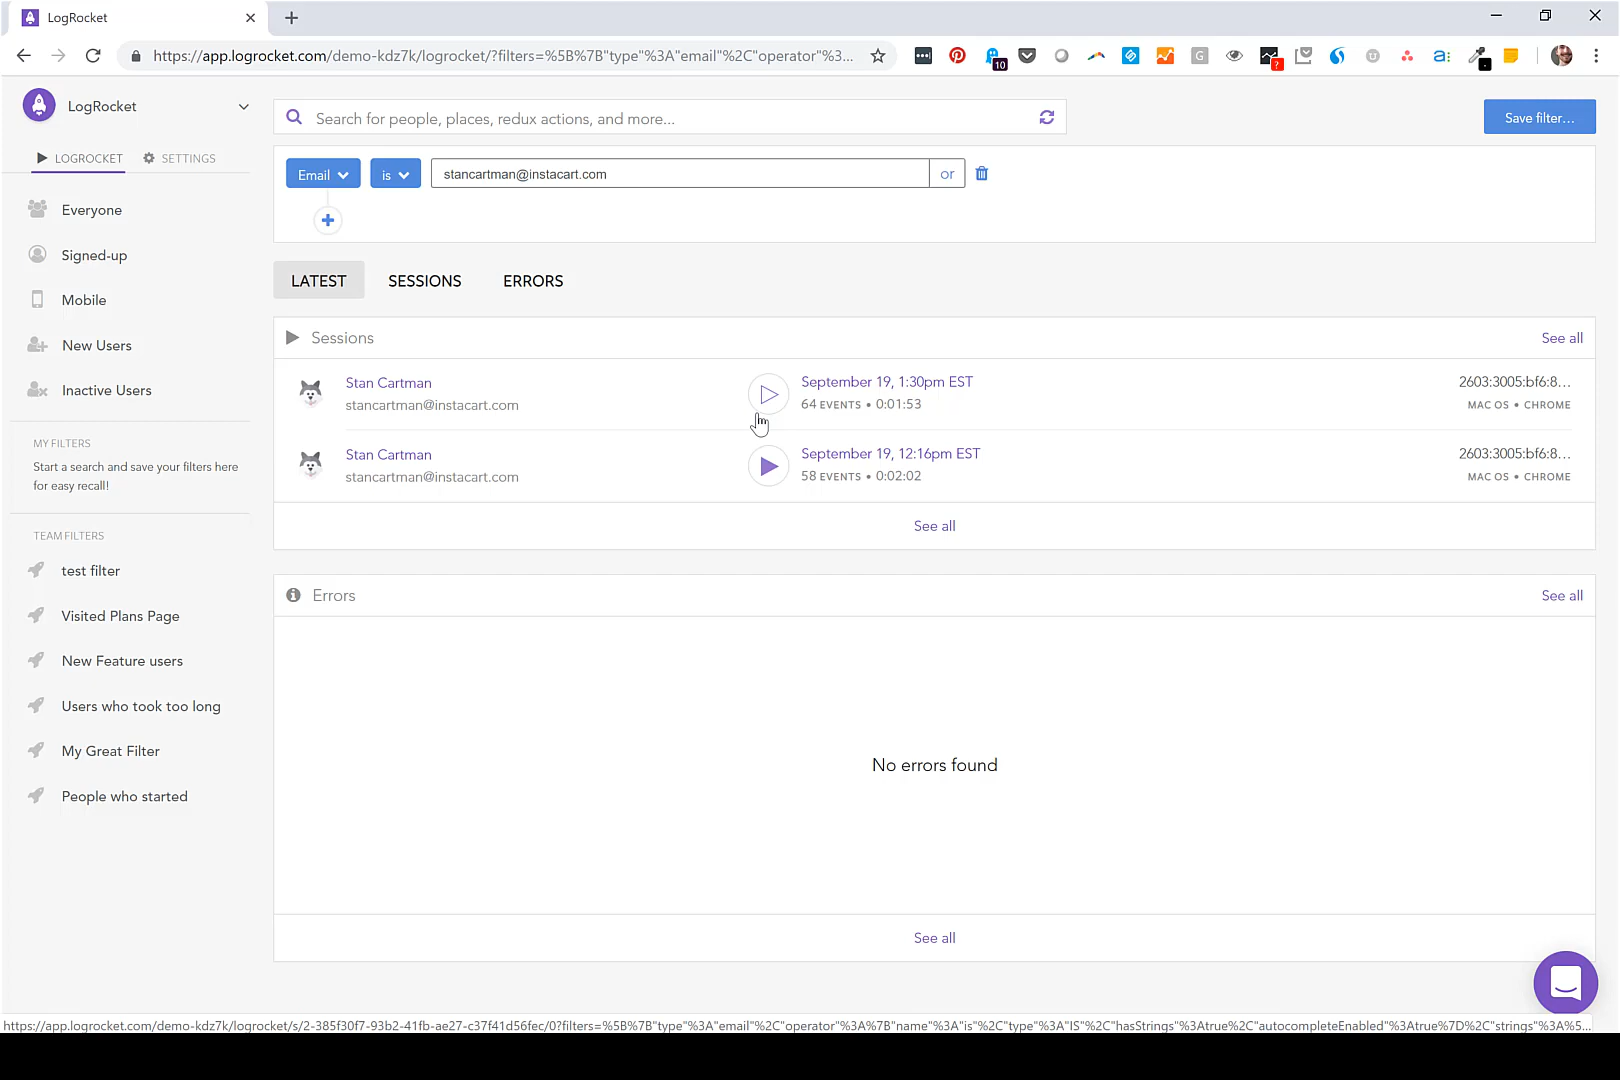 LogRocket
https://app.logrocket.com/demo-kdz7k/logrocket/?filters=%5B%7B"type"%3A"email"%2C"operator"%3...
10
?
G
a:
LogRocket
Search for people, places, redux actions, and more...
Save filter...
LOGROCKET
SETTINGS
Email
is
stancartman@instacart.com
or
Everyone
Signed-up
Mobile
New Users
Inactive Users
MY FILTERS
Start a search and save your filters here
for easy recall!
TEAM FILTERS
test filter
Visited Plans Page
New Feature users
Users who took too long
My Great Filter
People who started
LATEST
SESSIONS
ERRORS
Sessions
See all
Stan Cartman
stancartman@instacart.com
September 19, 1:30pm EST
64 EVENTS • 0:01:53
2603:3005:bf6:8...
MAC OS • CHROME
Stan Cartman
stancartman@instacart.com
September 19, 12:16pm EST
58 EVENTS • 0:02:02
2603:3005:bf6:8...
MAC OS • CHROME
See all
Errors
See all
No errors found
See all
https://app.logrocket.com/demo-kdz7k/logrocket/s/2-385f30f7-93b2-41fb-ae27-c37f41d56fec/0?filters=%5B%7B"type"%3A"email"%2C"operator"%3A%7B"name"%3A"is"%2C"type"%3A"IS"%2C"hasStrings"%3Atrue%2C"autocompleteEnabled"%3Atrue%7D%2C"strings"%3A%5...